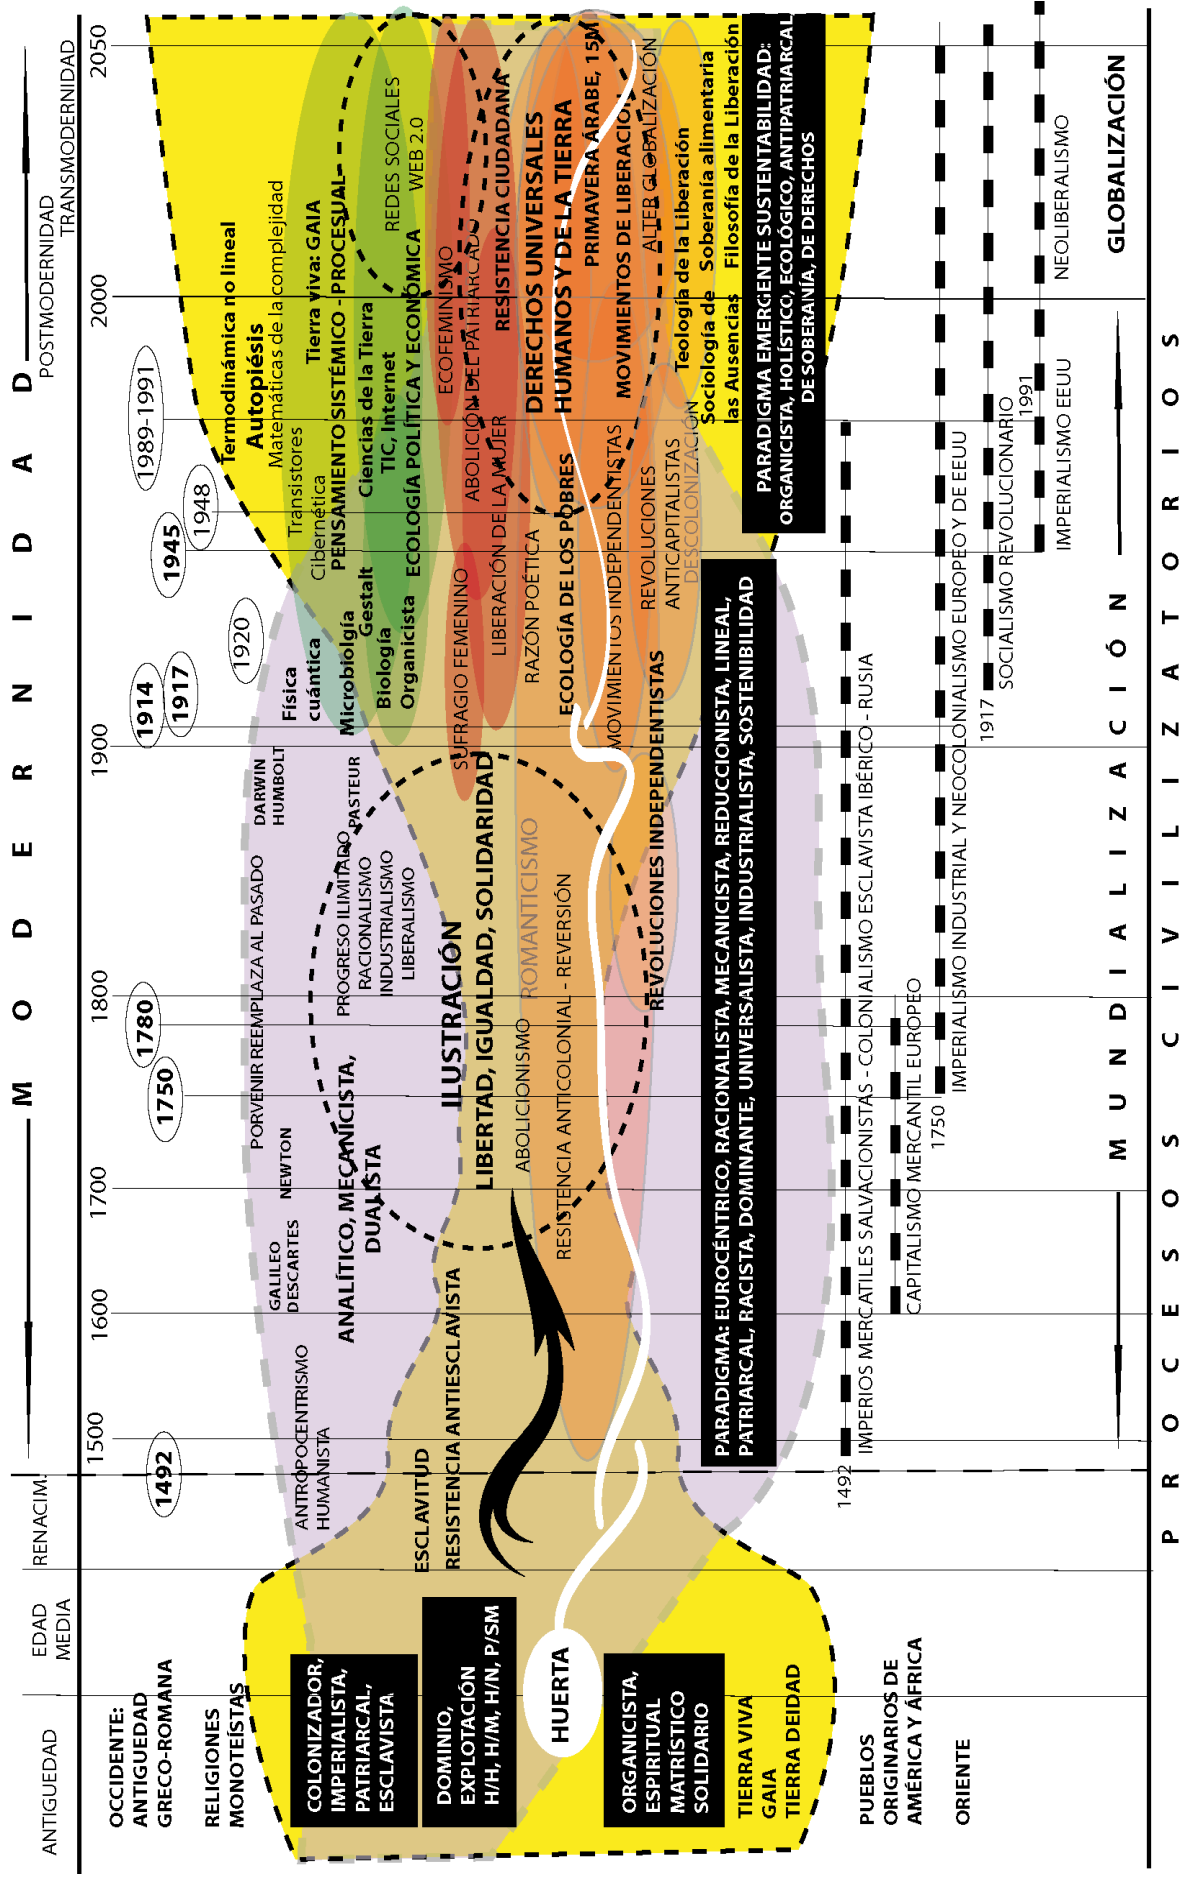 MODERNIDAD
ANTIGUEDAD
EDAD
MEDIA
RENACIM.
POSTMODERNIDAD
TRANSMODERNIDAD
1500
1600
1700
1800
1900
2000
2050
1492
1750
1780
1914
1917
1920
1945
1948
1989-1991
OCCIDENTE:
ANTIGUEDAD
GRECO-ROMANA
RELIGIONES
MONOTEÍSTAS
COLONIZADOR,
IMPERIALISTA,
PATRIARCAL,
ESCLAVISTA
DOMINIO,
EXPLOTACIÓN
H/H, H/M, H/N, P/SM
HUERTA
ORGANICISTA,
ESPIRITUAL
MATRÍSTICO
SOLIDARIO
TIERRA VIVA
GAIA
TIERRA DEIDAD
PUEBLOS
ORIGINARIOS DE
AMÉRICA Y ÁFRICA
ORIENTE
ANTROPOCENTRISMO
HUMANISTA
ESCLAVITUD
RESISTENCIA ANTIESCLAVISTA
GALILEO
DESCARTES
NEWTON
ANALÍTICO, MECANICISTA,
DUALISTA
PORVENIR REEMPLAZA AL PASADO
DARWIN
HUMBOLT
PROGRESO ILIMITADO
PASTEUR
RACIONALISMO
INDUSTRIALISMO
LIBERALISMO
ILUSTRACIÓN
LIBERTAD, IGUALDAD, SOLIDARIDAD
ABOLICIONISMO
ROMANTICISMO
RESISTENCIA ANTICOLONIAL - REVERSIÓN
REVOLUCIONES INDEPENDENTISTAS
Física
cuántica
Microbiología
Gestalt
Biología
Organicista
SUFRAGIO FEMENINO
LIBERACIÓN DE LA MUJER
RAZÓN POÉTICA
ECOLOGÍA DE LOS POBRES
MOVIMIENTOS INDEPENDENTISTAS
REVOLUCIONES
ANTICAPITALISTAS
DESCOLONIZACIÓN
Termodinámica no lineal
Autopiésis
Matemáticas de la complejidad
Transistores
Cibernética
Tierra viva: GAIA
PENSAMIENTO SISTÉMICO - PROCESUAL
Ciencias de la Tierra
TIC, Internet
REDES SOCIALES
WEB 2.0
ECOLOGÍA POLÍTICA Y ECONÓMICA
ECOFEMINISMO
ABOLICIÓN DEL PATRIARCADO
RESISTENCIA CIUDADANA
DERECHOS UNIVERSALES
HUMANOS Y DE LA TIERRA
PRIMAVERA ÁRABE, 15M
MOVIMIENTOS DE LIBERACIÓN
ALTER GLOBALIZACIÓN
Teología de la Liberación
Sociología de
las Ausencias
Soberanía alimentaria
Filosofía de la Liberación
PARADIGMA: EUROCÉNTRICO, RACIONALISTA, MECANICISTA, REDUCCIONISTA, LINEAL,
PATRIARCAL, RACISTA, DOMINANTE, UNIVERSALISTA, INDUSTRIALISTA, SOSTENIBILIDAD
PARADIGMA EMERGENTE SUSTENTABILIDAD:
ORGANICISTA, HOLÍSTICO, ECOLÓGICO, ANTIPATRIARCAL
DE SOBERANÍA, DE DERECHOS
1492
IMPERIOS MERCATILES SALVACIONISTAS - COLONIALISMO ESCLAVISTA IBÉRICO - RUSIA
CAPITALISMO MERCANTIL EUROPEO
1750
IMPERIALISMO INDUSTRIAL Y NEOCOLONIALISMO EUROPEO Y DE EEUU
1917
SOCIALISMO REVOLUCIONARIO
1991
IMPERIALISMO EEUU
NEOLIBERALISMO
MUNDIALIZACIÓN
GLOBALIZACIÓN
PROCESOS CIVILIZATORIOS